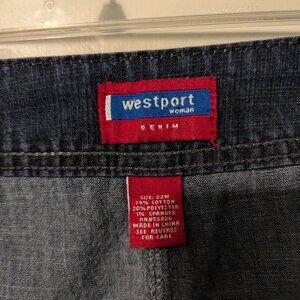 westport
woman
DENIM
SIZE: 22W
79% COTTON
20% POLYESTER
1% SPANDEX
MADE IN CHINA
SEE REVERSE
FOR CARE